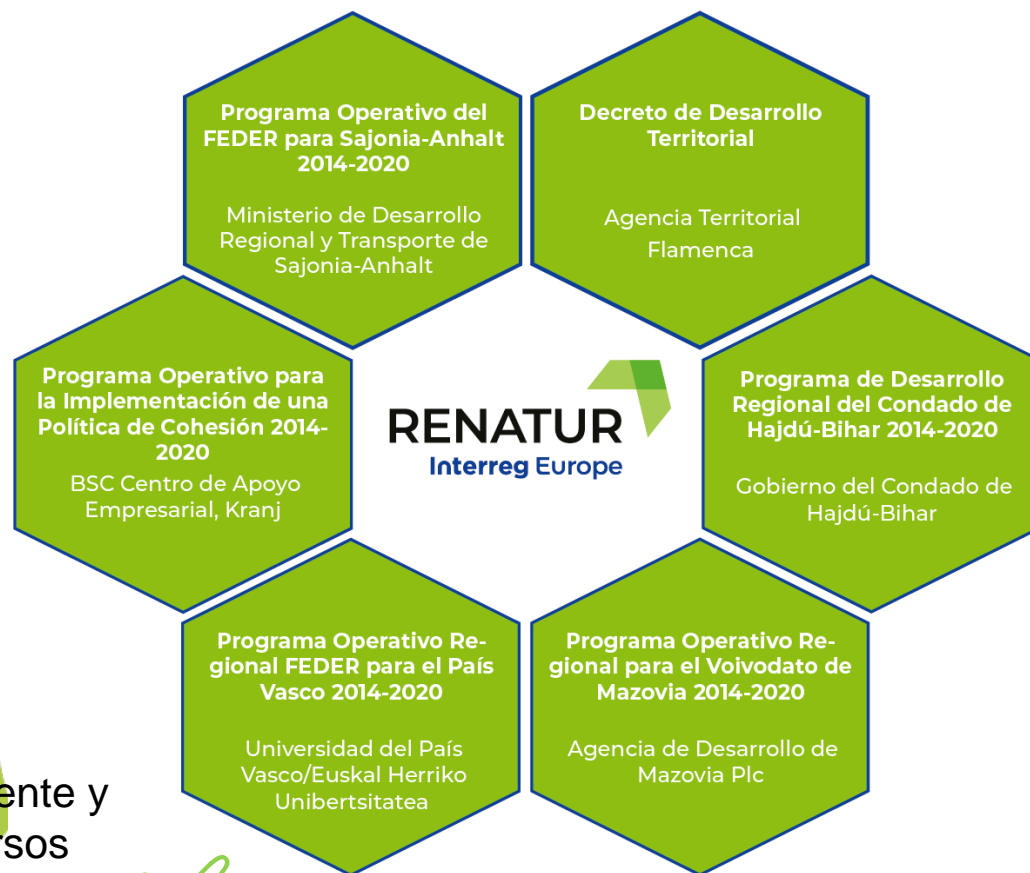 Programa Operativo del
FEDER para Sajonia-Anhalt
2014-2020
Ministerio de Desarrollo
Regional y Transporte de
Sajonia-Anhalt
Decreto de Desarrollo
Territorial
Agencia Territorial
Flamenca
Programa Operativo para
la Implementación de una
Política de Cohesión 2014-
2020
BSC Centro de Apoyo
Empresarial, Kranj
RENATUR
Interreg Europe
Programa de Desarrollo
Regional del Condado de
Hajdú-Bihar 2014-2020
Gobierno del Condado de
Hajdú-Bihar
Programa Operativo Re-
gional FEDER para el País
Vasco 2014-2020
Universidad del País
Vasco/Euskal Herriko
Unibertsitatea
Programa Operativo Re-
gional para el Voivodato de
Mazovia 2014-2020
Agencia de Desarrollo de
Mazovia Plc
ente y
rsos